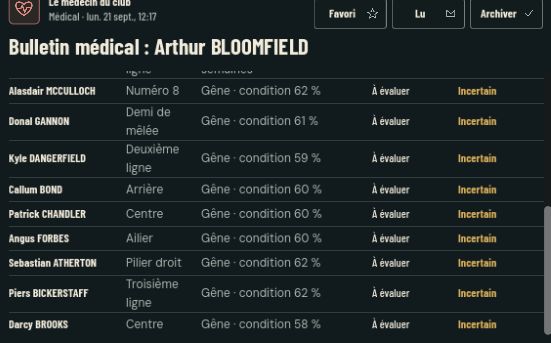 Le médecin du club
Médical · lun. 21 sept., 12:17
Favori
Lu
Archiver
Bulletin médical : Arthur BLOOMFIELD
ligne semaines
Alasdair MCCULLOCH Numéro 8 Gêne · condition 62 % À évaluer Incertain
Donal GANNON Demi de mêlée Gêne · condition 61 % À évaluer Incertain
Kyle DANGERFIELD Deuxième ligne Gêne · condition 59 % À évaluer Incertain
Callum BOND Arrière Gêne · condition 60 % À évaluer Incertain
Patrick CHANDLER Centre Gêne · condition 60 % À évaluer Incertain
Angus FORBES Ailier Gêne · condition 60 % À évaluer Incertain
Sebastian ATHERTON Pilier droit Gêne · condition 62 % À évaluer Incertain
Piers BICKERSTAFF Troisième ligne Gêne · condition 62 % À évaluer Incertain
Darcy BROOKS Centre Gêne · condition 58 % À évaluer Incertain